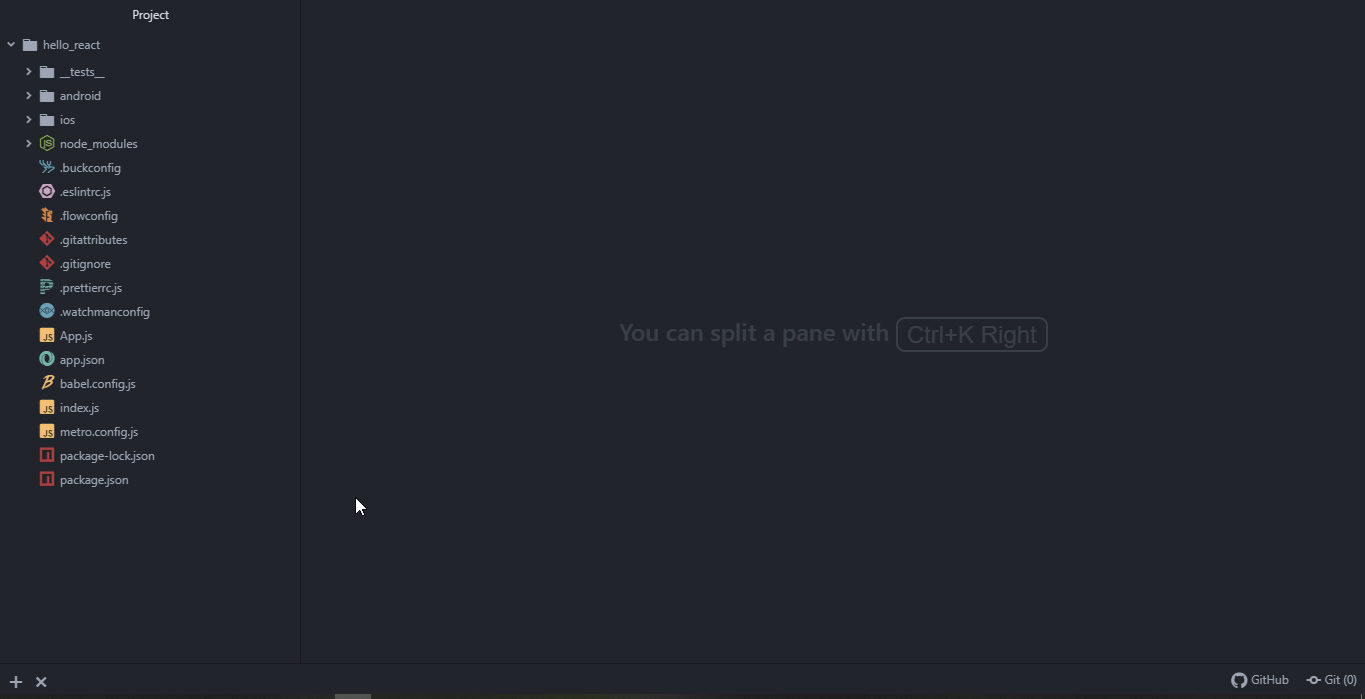 Project
hello_react
__tests__
android
ios
node_modules
.buckconfig
.eslintrc.js
.flowconfig
.gitattributes
.gitignore
.prettierrc.js
.watchmanconfig
App.js
app.json
babel.config.js
index.js
metro.config.js
package-lock.json
package.json
You can split a pane with Ctrl+K Right
GitHub Git (0)